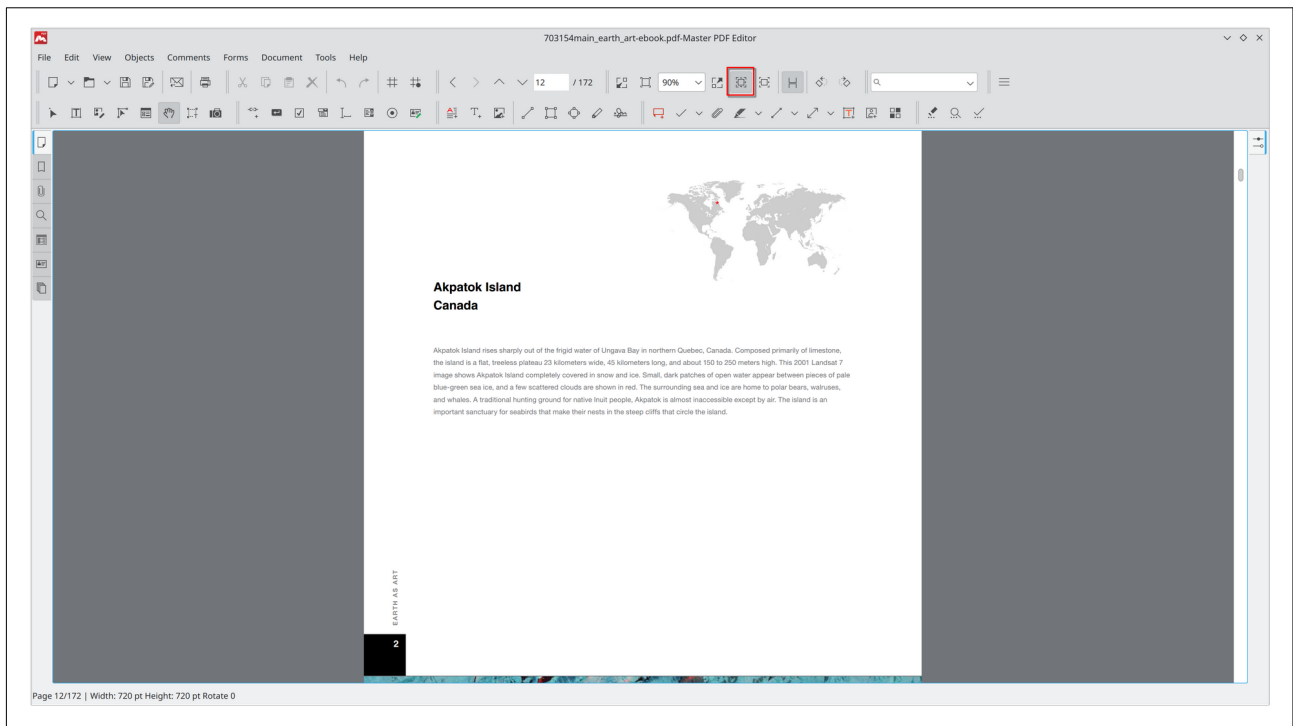 703154main_earth_art-ebook.pdf-Master PDF Editor
File Edit View Objects Comments Forms Document Tools Help
12 / 172 90%
Akpatok Island
Canada
Akpatok Island rises sharply out of the frigid water of Ungava Bay in northern Quebec, Canada. Composed primarily of limestone,
the island is a flat, treeless plateau 23 kilometers wide, 45 kilometers long, and about 150 to 250 meters high. This 2001 Landsat 7
image shows Akpatok Island completely covered in snow and ice. Small, dark patches of open water appear between pieces of pale
blue-green sea ice, and a few scattered clouds are shown in red. The surrounding sea and ice are home to polar bears, walruses,
and whales. A traditional hunting ground for native Inuit people, Akpatok is almost inaccessible except by air. The island is an
important sanctuary for seabirds that make their nests in the steep cliffs that circle the island.
EARTH AS ART
2
Page 12/172 | Width: 720 pt Height: 720 pt Rotate 0